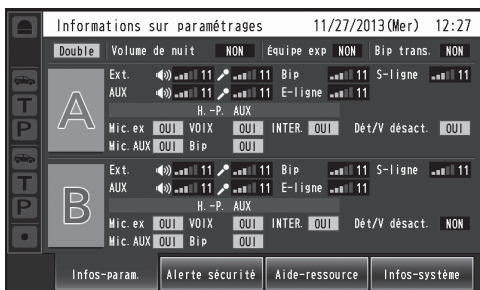 Informations sur paramétrages 11/27/2013(Mer) 12:27
Double Volume de nuit NON Équipe exp NON Bip trans. NON
A
Ext. 11 11 Bip 11 S-ligne 11
AUX 11 11 E-ligne 11
H.-P. AUX
Mic.ex OUI VOIX OUI INTER. OUI Dét/V désact. OUI
Mic.AUX OUI Bip OUI
B
Ext. 11 11 Bip 11 S-ligne 11
AUX 11 11 E-ligne 11
H.-P. AUX
Mic.ex OUI VOIX OUI INTER. OUI Dét/V désact. NON
Mic.AUX OUI Bip OUI
T
P
T
P
Infos-param. Alerte sécurité Aide-ressource Infos-système